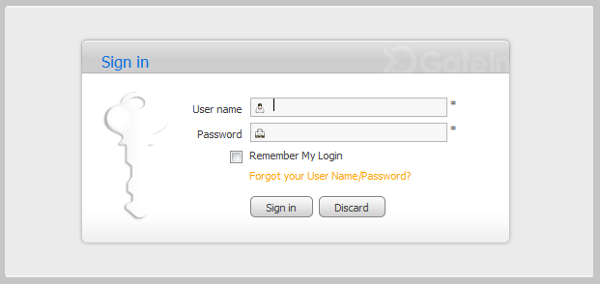 Sign in
GateIn
User name *
Password *
Remember My Login
Forgot your User Name/Password?
Sign in Discard